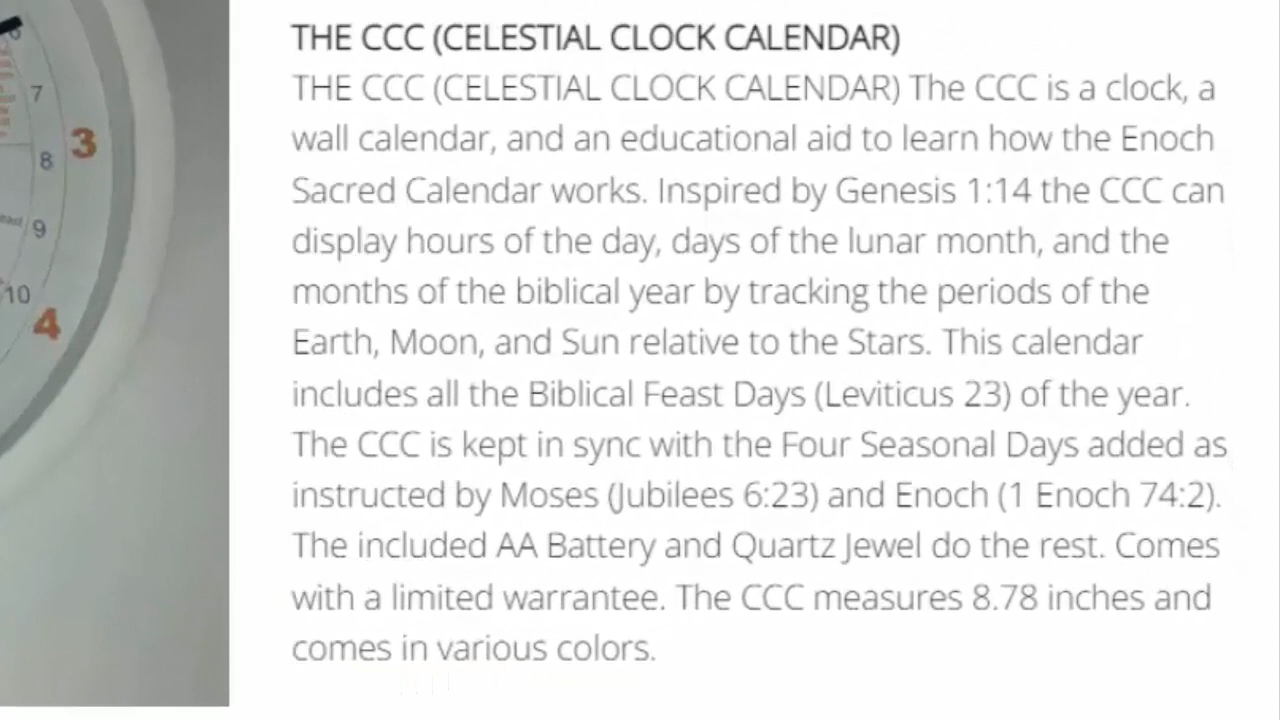 THE CCC (CELESTIAL CLOCK CALENDAR)
THE CCC (CELESTIAL CLOCK CALENDAR) The CCC is a clock, a
wall calendar, and an educational aid to learn how the Enoch
Sacred Calendar works. Inspired by Genesis 1:14 the CCC can
display hours of the day, days of the lunar month, and the
months of the biblical year by tracking the periods of the
Earth, Moon, and Sun relative to the Stars. This calendar
includes all the Biblical Feast Days (Leviticus 23) of the year.
The CCC is kept in sync with the Four Seasonal Days added as
instructed by Moses (Jubilees 6:23) and Enoch (1 Enoch 74:2).
The included AA Battery and Quartz Jewel do the rest. Comes
with a limited warrantee. The CCC measures 8.78 inches and
comes in various colors.
7
3
8
9
10
4